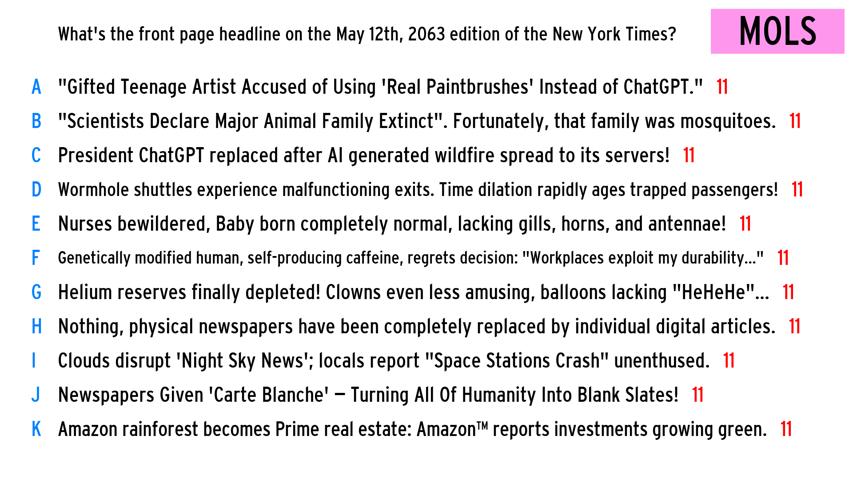 What's the front page headline on the May 12th, 2063 edition of the New York Times?
MOLS
A "Gifted Teenage Artist Accused of Using 'Real Paintbrushes' Instead of ChatGPT." 11
B "Scientists Declare Major Animal Family Extinct". Fortunately, that family was mosquitoes. 11
C President ChatGPT replaced after AI generated wildfire spread to its servers! 11
D Wormhole shuttles experience malfunctioning exits. Time dilation rapidly ages trapped passengers! 11
E Nurses bewildered, Baby born completely normal, lacking gills, horns, and antennae! 11
F Genetically modified human, self-producing caffeine, regrets decision: "Workplaces exploit my durability..." 11
G Helium reserves finally depleted! Clowns even less amusing, balloons lacking "HeHeHe"... 11
H Nothing, physical newspapers have been completely replaced by individual digital articles. 11
I Clouds disrupt 'Night Sky News'; locals report "Space Stations Crash" unenthused. 11
J Newspapers Given 'Carte Blanche' – Turning All Of Humanity Into Blank Slates! 11
K Amazon rainforest becomes Prime real estate: Amazon™ reports investments growing green. 11